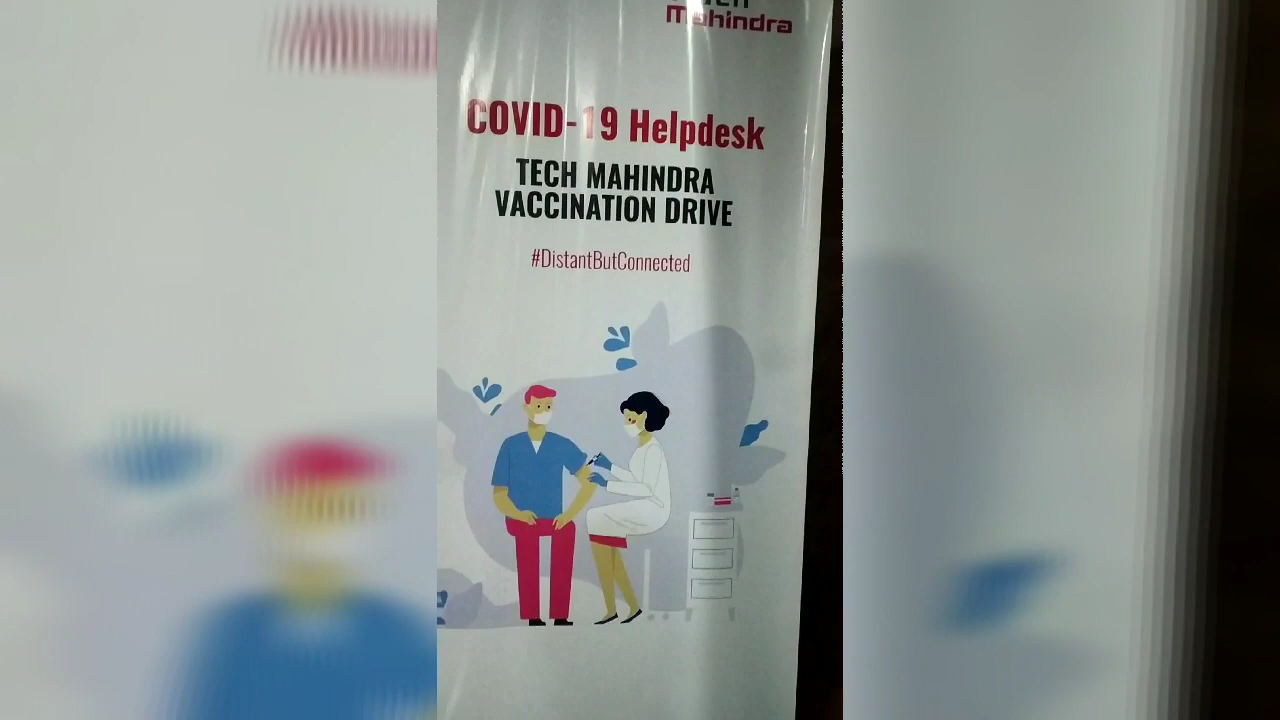 Mahindra
COVID-19 Helpdesk
TECH MAHINDRA
VACCINATION DRIVE
#DistantButConnected